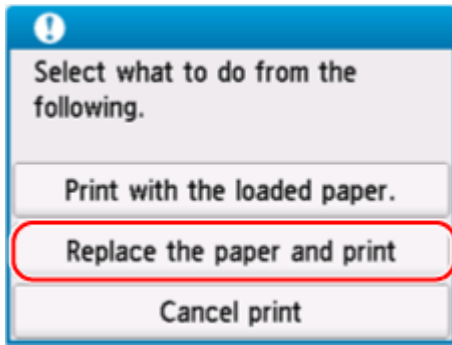 Select what to do from the
following.
Print with the loaded paper.
Replace the paper and print
Cancel print